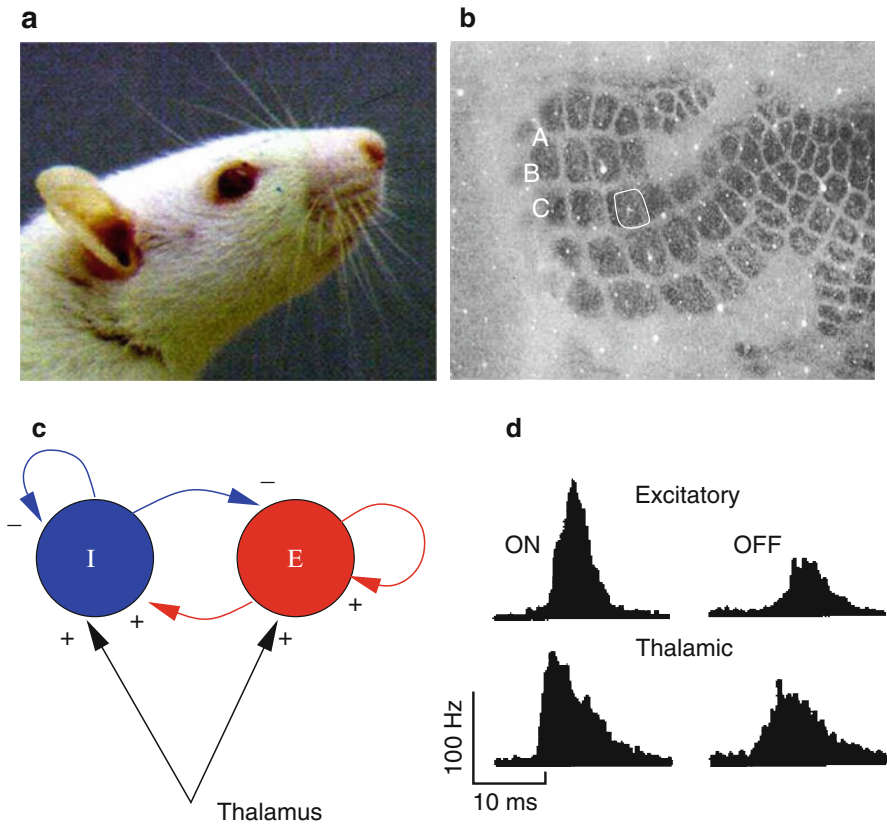 a
b
A
B
C
c
d
−
−
I
E
+
+
+
+
Thalamus
Excitatory
ON
OFF
Thalamic
100 Hz
10 ms